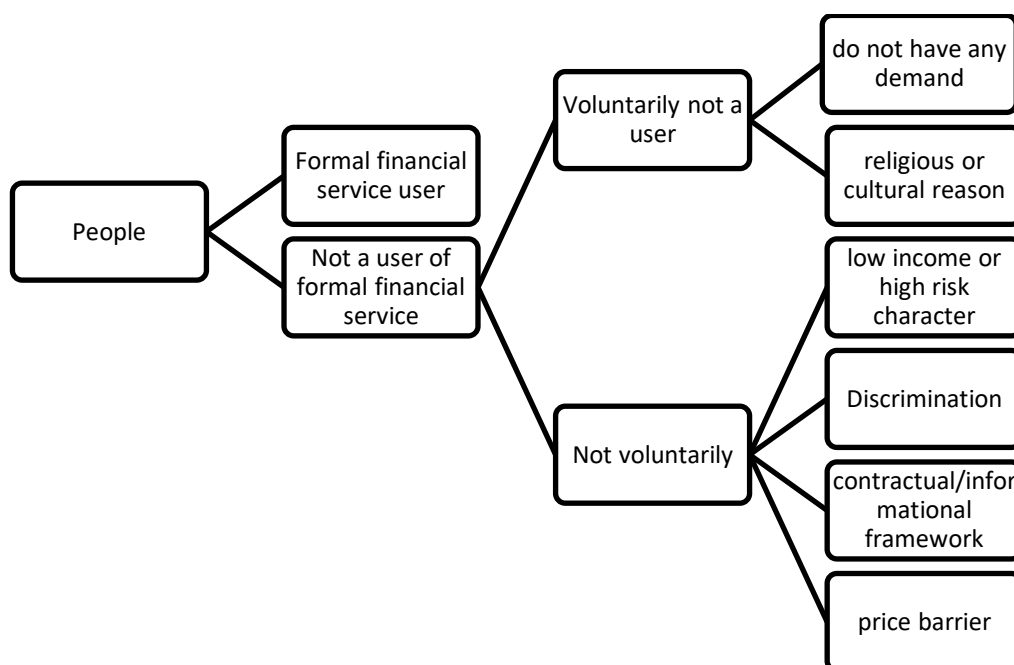 People
Formal financial
service user
Not a user of
formal financial
service
Voluntarily not a
user
Not voluntarily
do not have any
demand
religious or
cultural reason
low income or
high risk
character
Discrimination
contractual/infor
mational
framework
price barrier